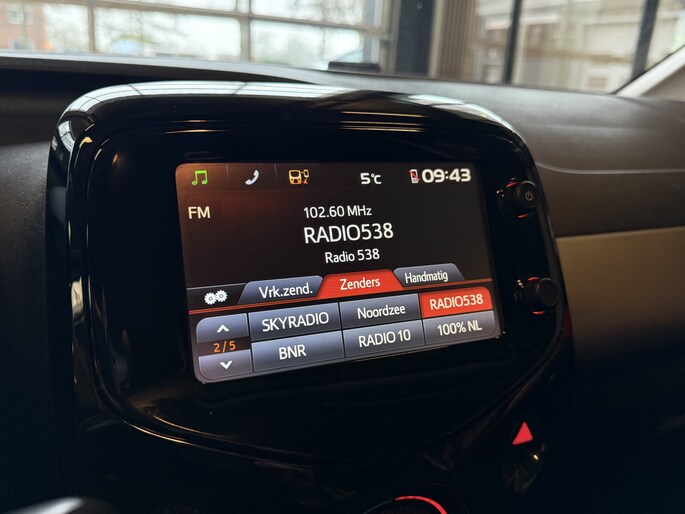 5°C 09:43
FM
102.60 MHz
RADIO538
Radio 538
Vrk.zend. Zenders Handmatig
SKYRADIO Noordzee RADIO538
2/5
BNR RADIO 10 100% NL